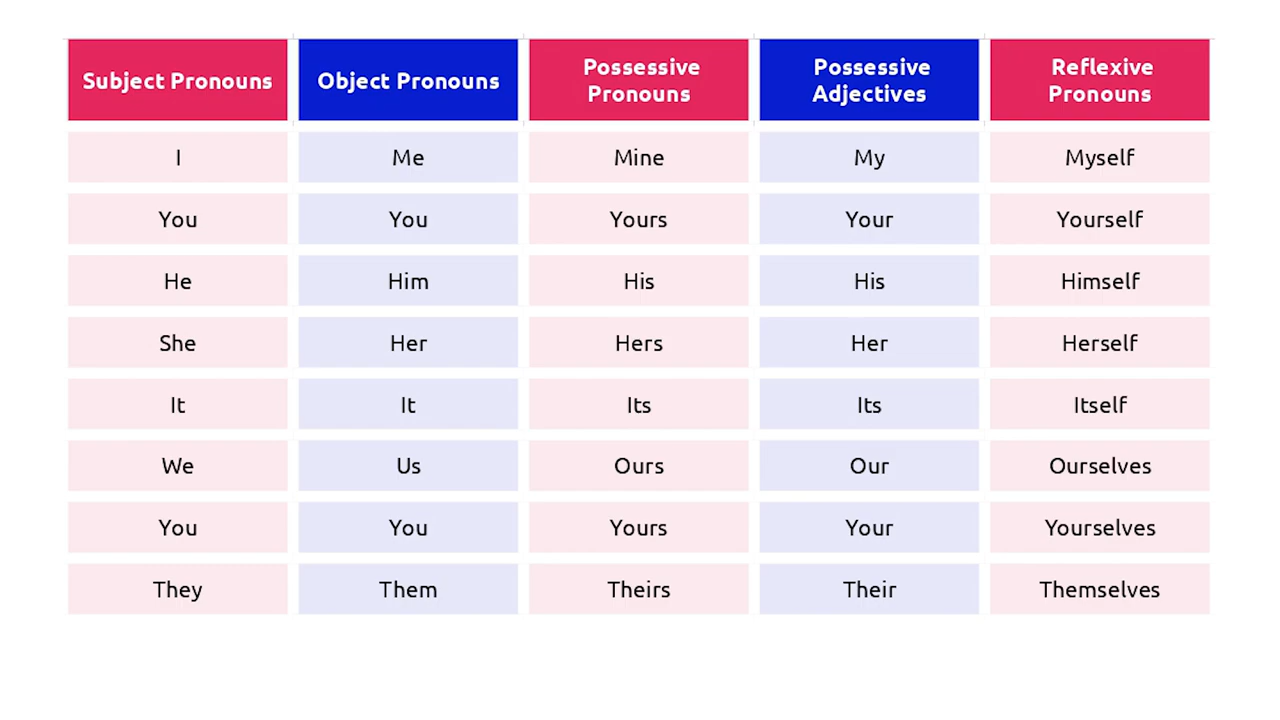 Subject Pronouns Object Pronouns Possessive Pronouns Possessive Adjectives Reflexive Pronouns
I Me Mine My Myself
You You Yours Your Yourself
He Him His His Himself
She Her Hers Her Herself
It It Its Its Itself
We Us Ours Our Ourselves
You You Yours Your Yourselves
They Them Theirs Their Themselves